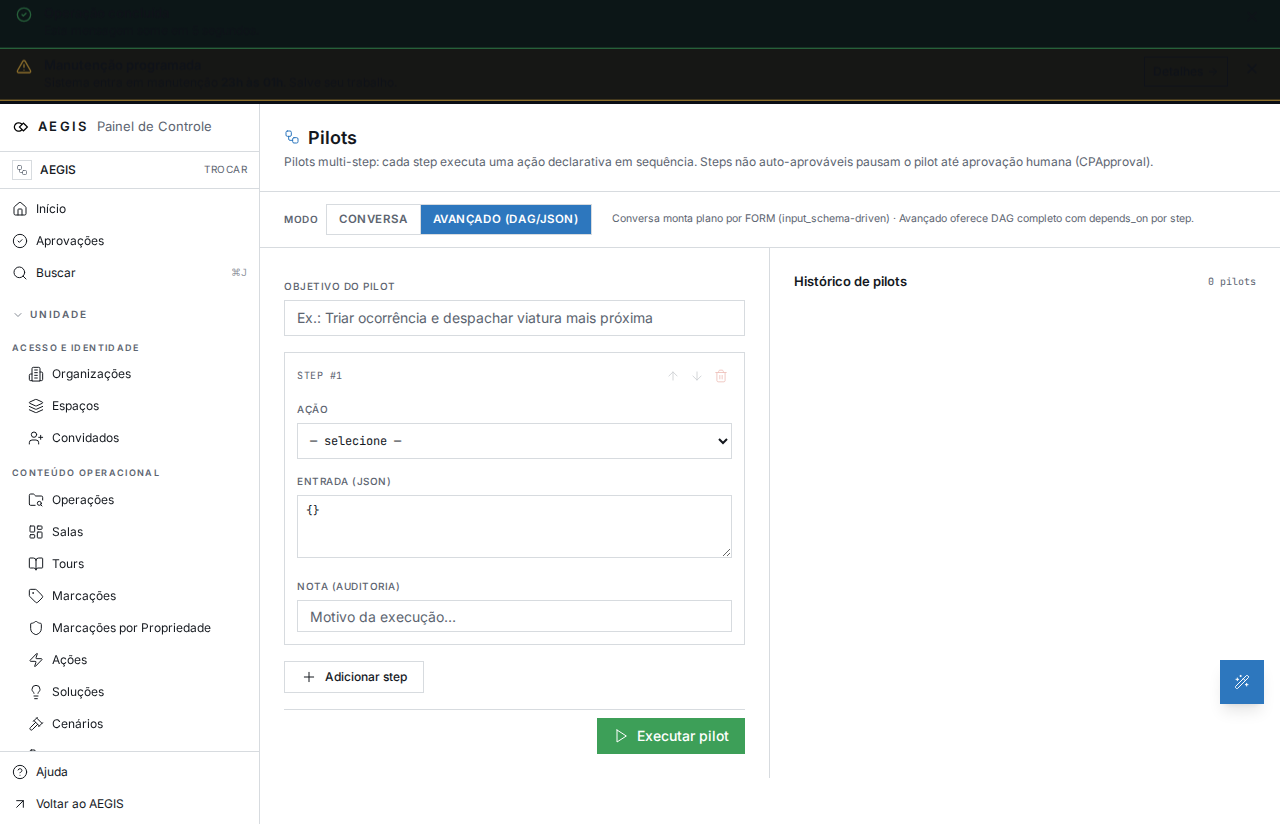 Manutenção programada
AEGIS Painel de Controle
AEGIS TROCAR
Início
Aprovações
Buscar ⌘J
UNIDADE
ACESSO E IDENTIDADE
Organizações
Espaços
Convidados
CONTEÚDO OPERACIONAL
Operações
Salas
Tours
Marcações
Marcações por Propriedade
Ações
Soluções
Cenários
Ajuda
Voltar ao AEGIS
Pilots
Pilots multi-step: cada step executa uma ação declarativa em sequência. Steps não auto-aprováveis pausam o pilot até aprovação humana (CPApproval).
MODO CONVERSA AVANÇADO (DAG/JSON) Conversa monta plano por FORM (input_schema-driven) · Avançado oferece DAG completo com depends_on por step.
OBJETIVO DO PILOT
Ex.: Triar ocorrência e despachar viatura mais próxima
STEP #1
AÇÃO
— selecione —
ENTRADA (JSON)
{}
NOTA (AUDITORIA)
Motivo da execução...
Adicionar step
Executar pilot
Histórico de pilots 0 pilots